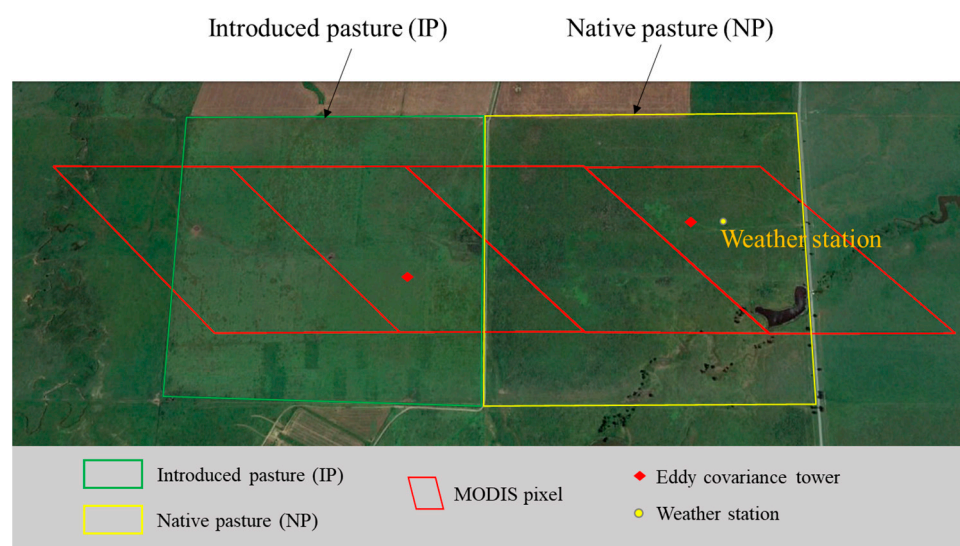 Introduced pasture (IP)
Native pasture (NP)
Weather station
Introduced pasture (IP)
Native pasture (NP)
MODIS pixel
Eddy covariance tower
Weather station